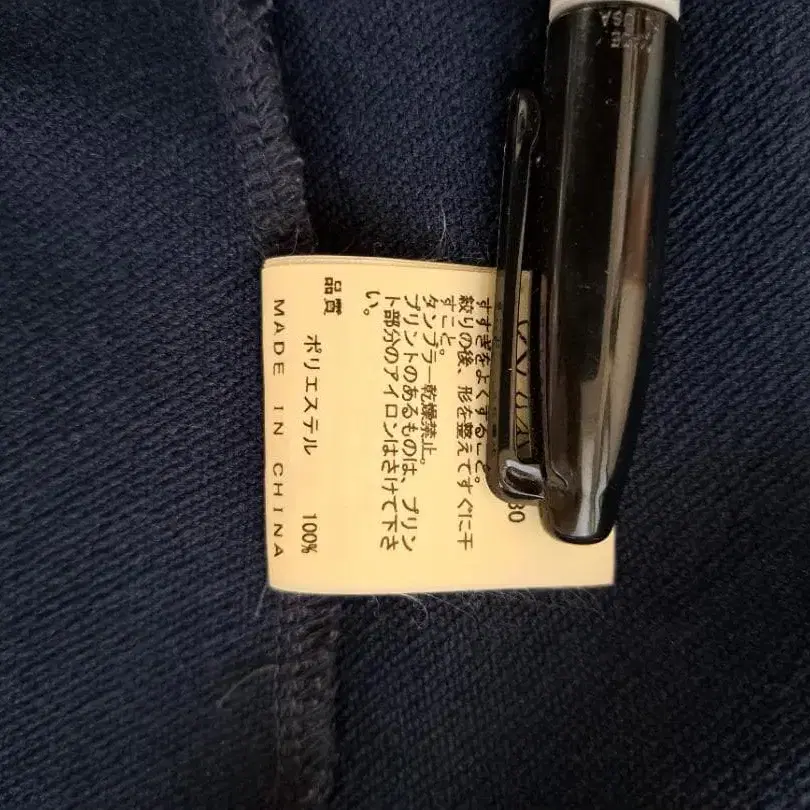 30
すすぎをよくすること。
絞りの後、形を整えてすぐに干
すこと。
タンブラー乾燥禁止。
プリントのあるものは、プリン
ト部分のアイロンはさけて下さ
い。
品質
ポリエステル 100%
MADE IN CHINA
USA